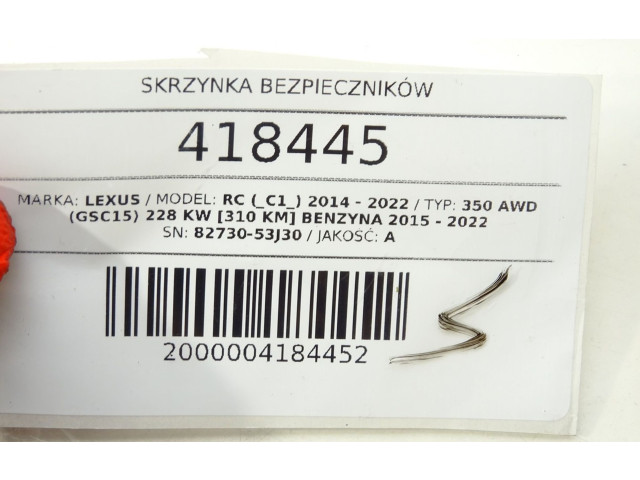 SKRZYNKA BEZPIECZNIKÓW
418445
MARKA: LEXUS / MODEL: RC (_C1_) 2014 - 2022 / TYP: 350 AWD
(GSC15) 228 KW [310 KM] BENZYNA 2015 - 2022
SN: 82730-53J30 / JAKOŚĆ: A
2000004184452